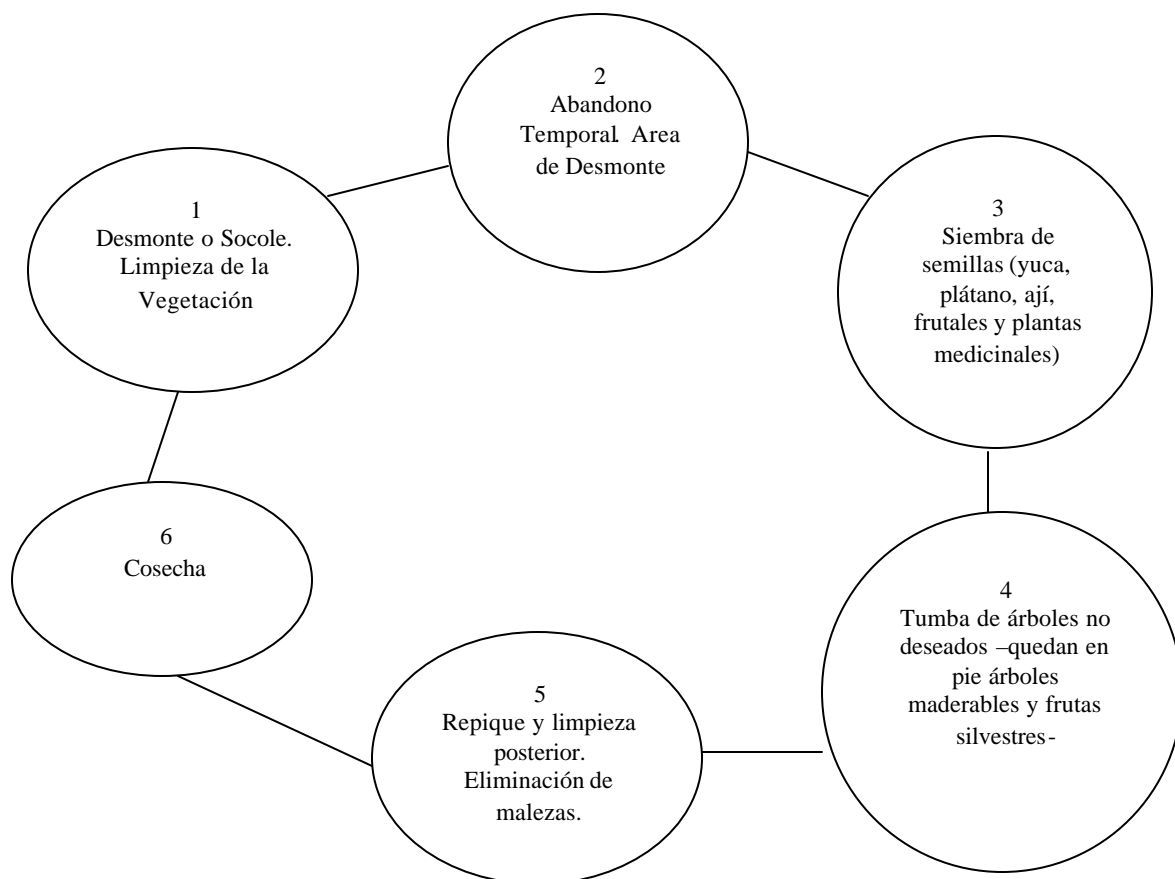 1
Desmonte o Socole.
Limpieza de la
Vegetación
2
Abandono
Temporal. Area
de Desmonte
3
Siembra de
semillas (yuca,
plátano, ají,
frutales y plantas
medicinales)
4
Tumba de árboles no
deseados –quedan en
pie árboles
maderables y frutas
silvestres-
5
Repique y limpieza
posterior.
Eliminación de
malezas.
6
Cosecha